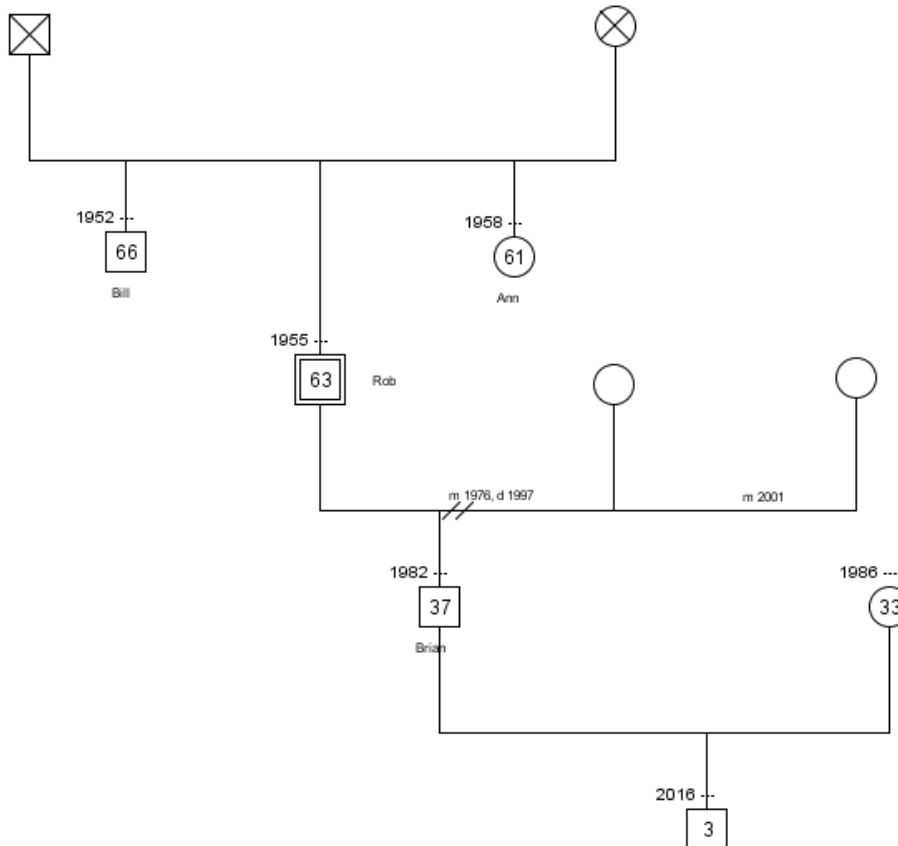 1952 ---
66
Bill
1958 ---
61
Ann
1955 ---
63
Rob
m 1976, d 1997
m 2001
1982 ---
37
Brian
1986 ---
33
2016 ---
3